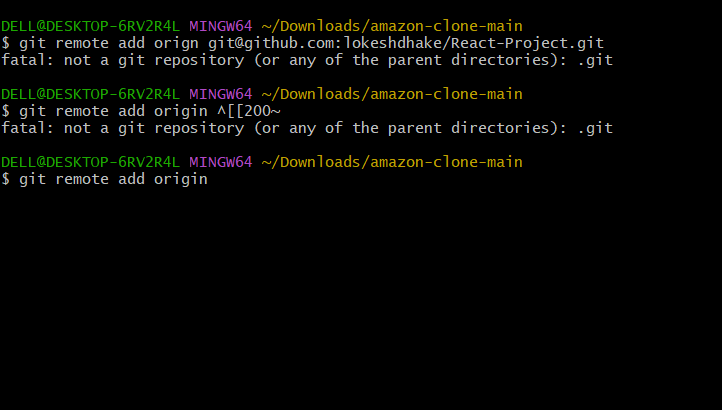 DELL@DESKTOP-6RV2R4L MINGW64 ~/Downloads/amazon-clone-main
$ git remote add orign git@github.com:lokeshdhake/React-Project.git
fatal: not a git repository (or any of the parent directories): .git
DELL@DESKTOP-6RV2R4L MINGW64 ~/Downloads/amazon-clone-main
$ git remote add origin ^[[200~
fatal: not a git repository (or any of the parent directories): .git
DELL@DESKTOP-6RV2R4L MINGW64 ~/Downloads/amazon-clone-main
$ git remote add origin